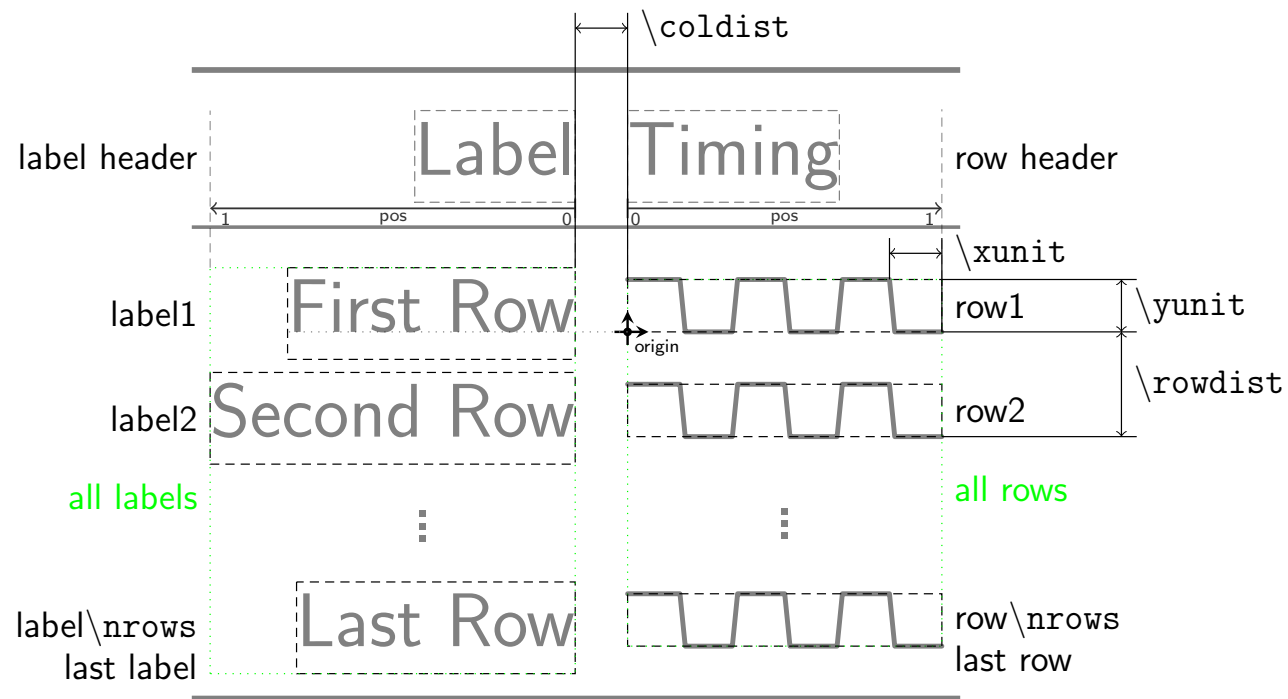 \coldist
label header Label Timing row header
1 pos 0 0 pos 1
\xunit
label1 First Row row1 \yunit
origin
\rowdist
label2 Second Row row2
all labels all rows
⋮ ⋮
label\nrows Last Row row\nrows
last label last row